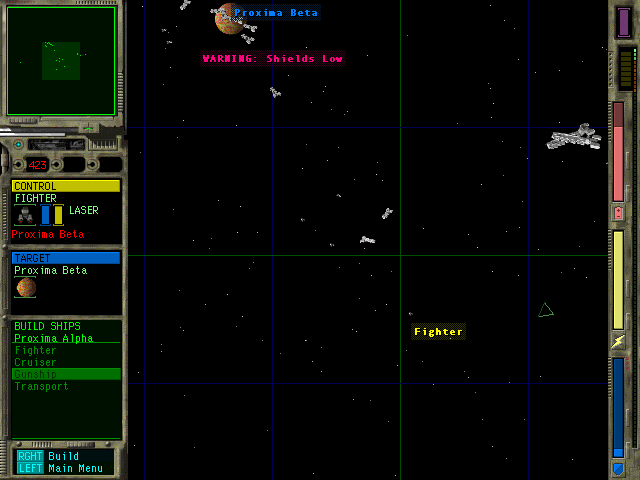 Proxima Beta
WARNING: Shields Low
423
CONTROL
FIGHTER
LASER
Proxima Beta
TARGET
Proxima Beta
BUILD SHIPS
Proxima Alpha
Fighter
Cruiser
Gunship
Transport
RGHT Build
LEFT Main Menu
Fighter